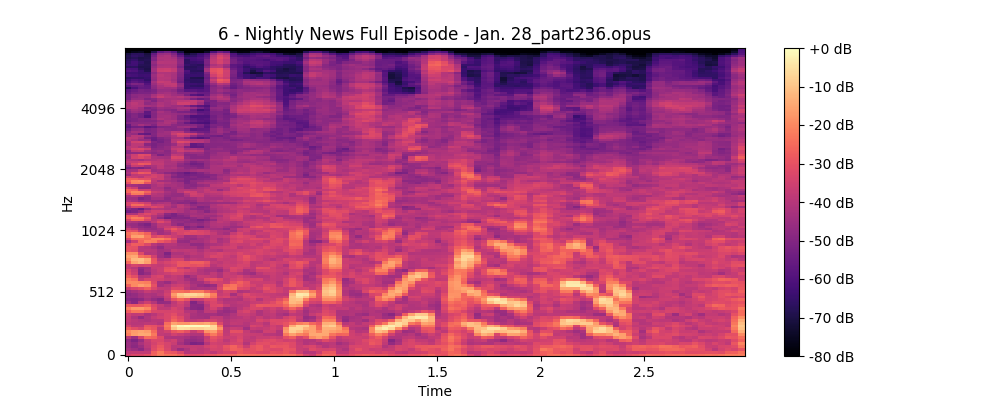 6 - Nightly News Full Episode - Jan. 28_part236.opus
4096
2048
1024
512
0
Hz
0
0.5
1
1.5
2
2.5
Time
+0 dB
-10 dB
-20 dB
-30 dB
-40 dB
-50 dB
-60 dB
-70 dB
-80 dB